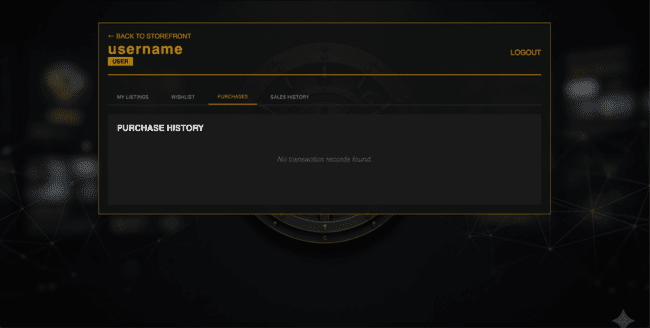 ← BACK TO STOREFRONT
username
USER
LOGOUT
MY LISTINGS
WISHLIST
PURCHASES
SALES HISTORY
PURCHASE HISTORY
No transaction records found.